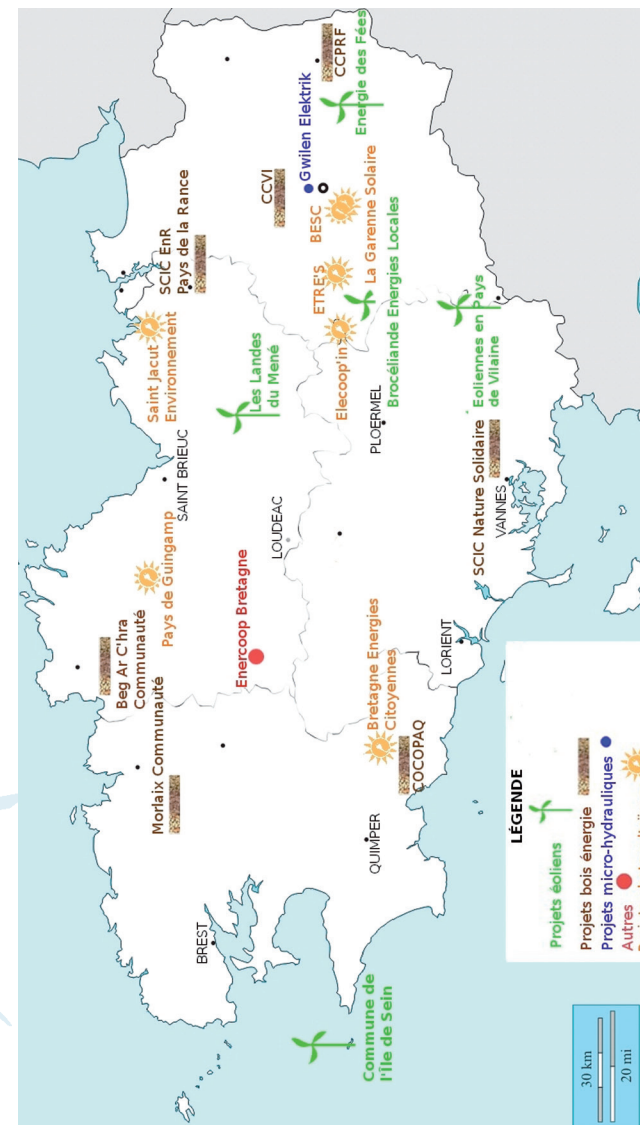 Saint Jacut
Environnement
SCIC EnR
Pays de la Rance
Beg Ar C'hra
Communauté
Morlaix Communauté
Pays de Guingamp
SAINT BRIEUC
BREST
Les Landes
du Mené
Enercoop Bretagne
LOUDEAC
CCVI
Gwilen Elektrik
CCPRF
Energie des Fées
BESC
ETRE'S
La Garenne Solaire
Elecoop'in
Brocéliande Energies Locales
PLOERMEL
Bretagne Energies
Citoyennes
COCOPAQ
QUIMPER
Commune de
l'Île de Sein
LORIENT
Eoliennes en Pays
de Vilaine
SCIC Nature Solidaire
VANNES
LÉGENDE
Projets éoliens
Projets bois énergie
Projets micro-hydrauliques
Autres
30 km
20 mi